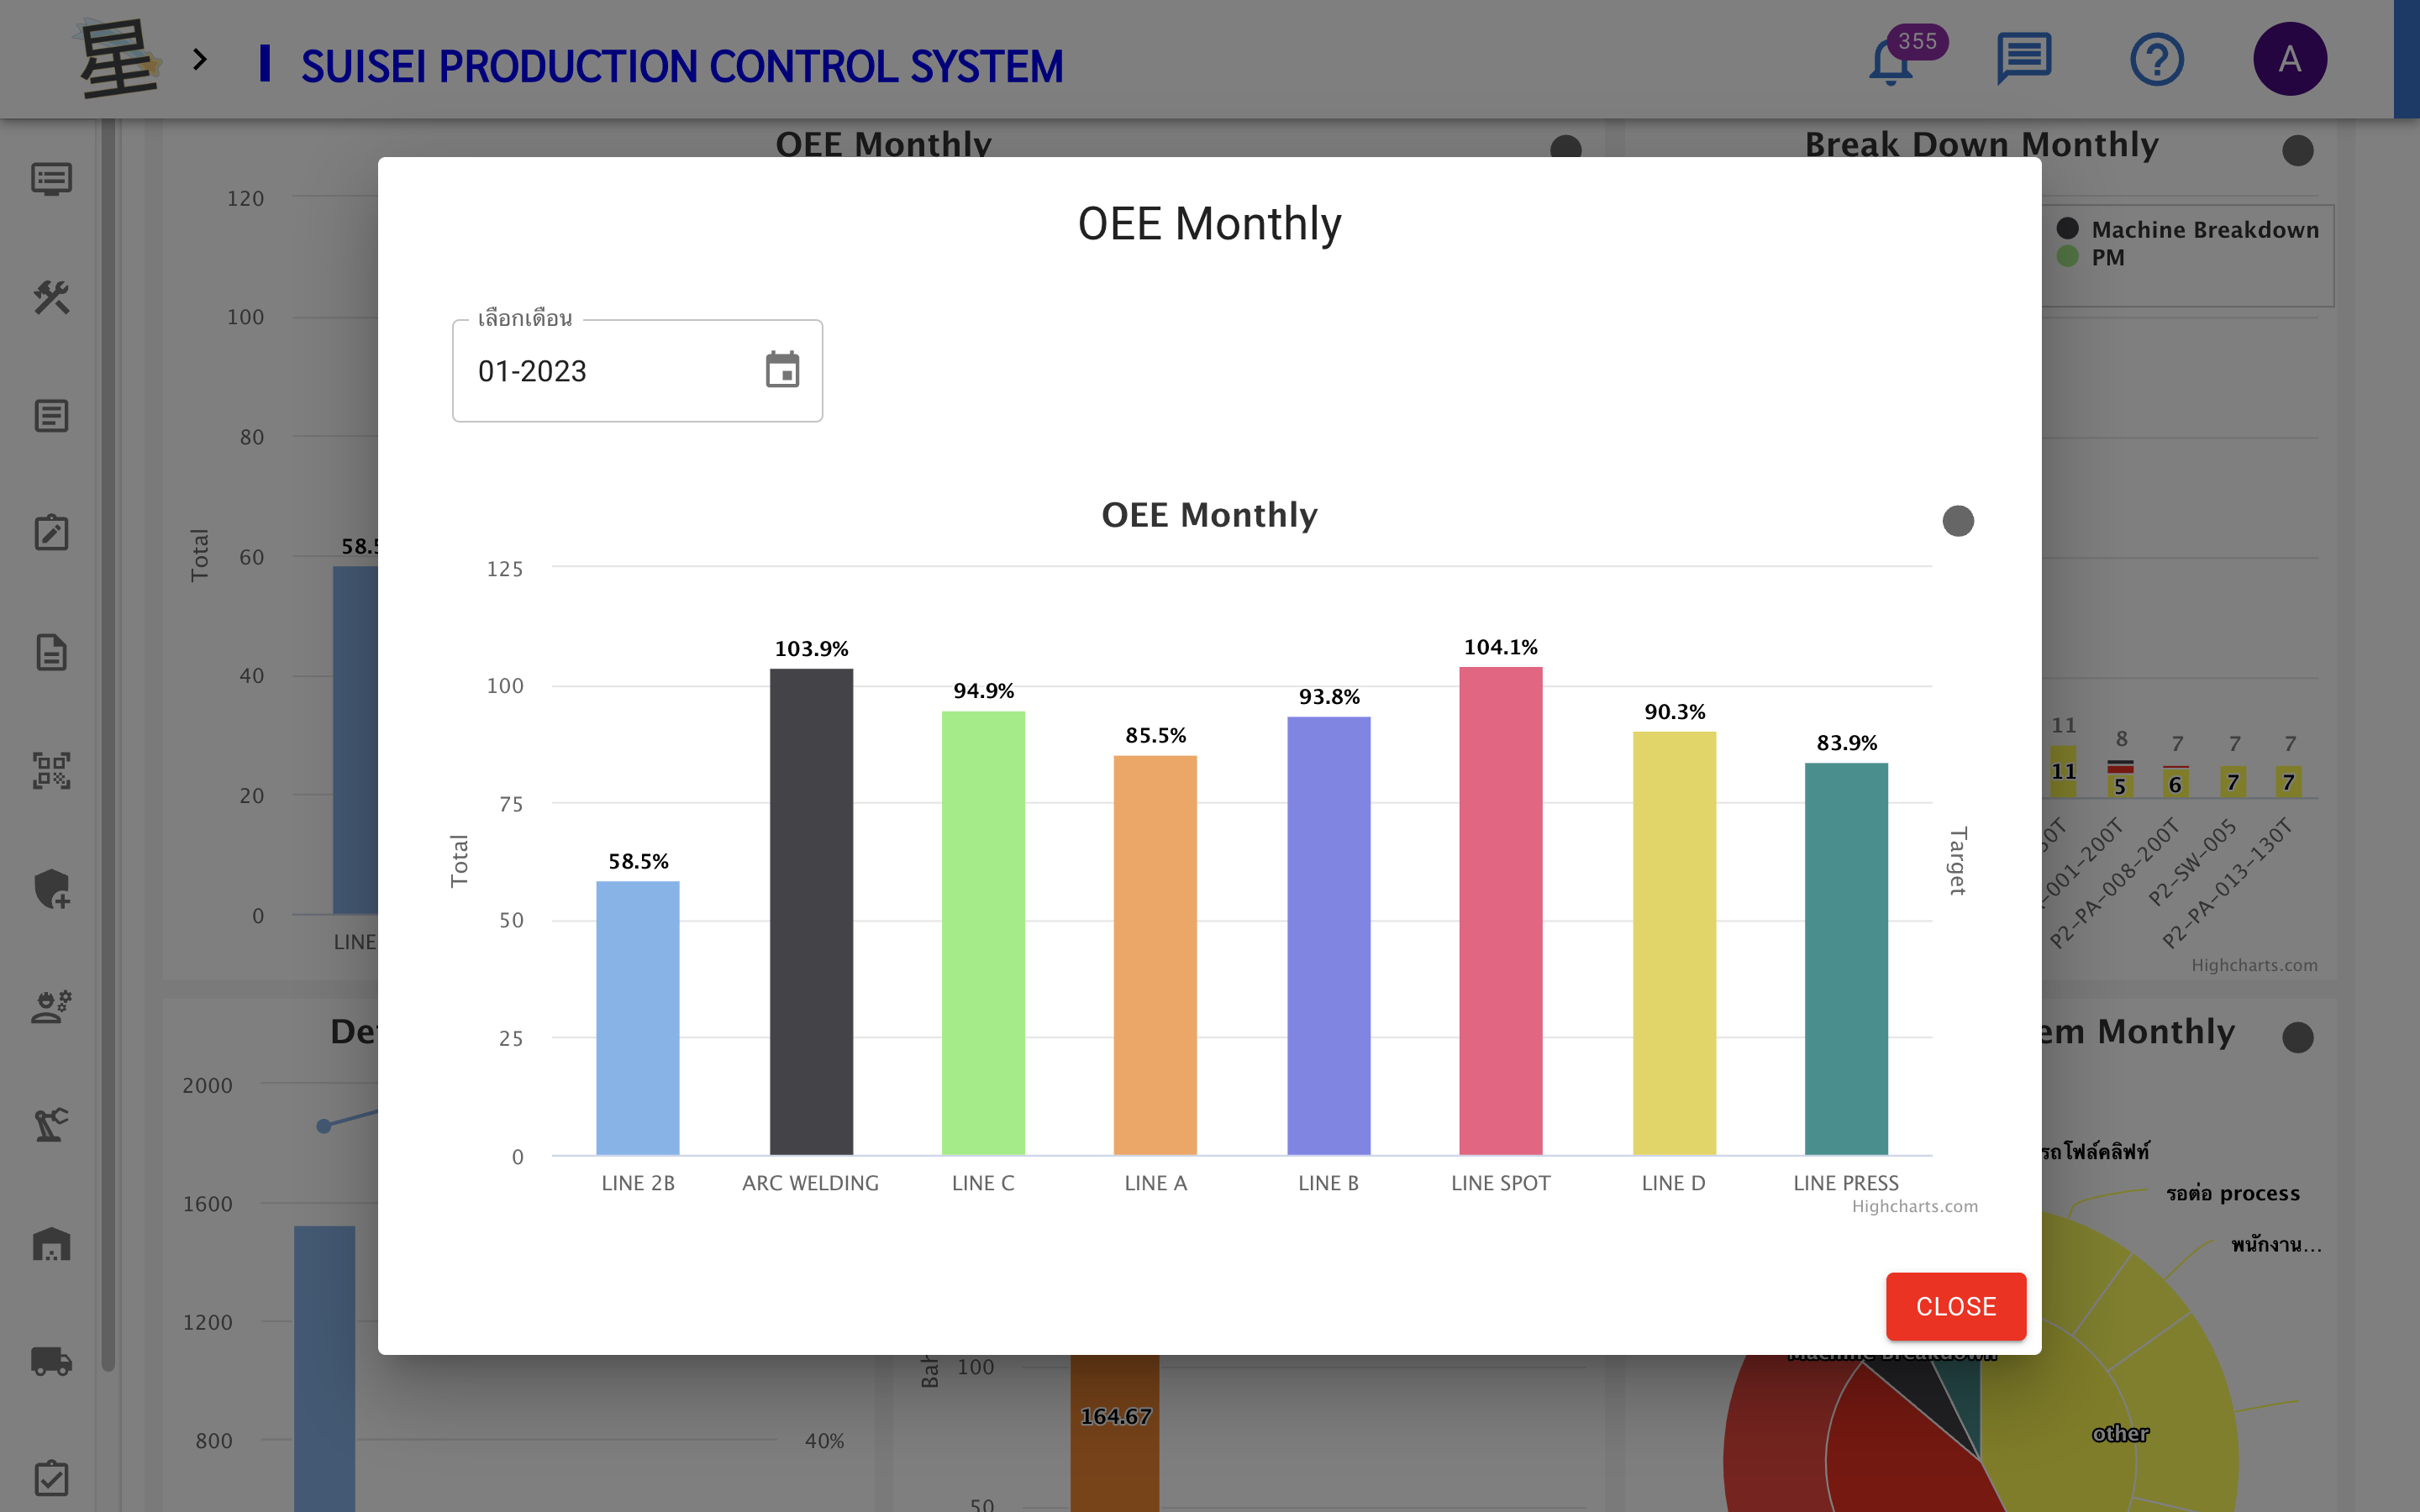 星
SUISEI PRODUCTION CONTROL SYSTEM
355
A
OEE Monthly
Break Down Monthly
120
100
80
60
40
20
0
Total
58.5
LINE
Machine Breakdown
PM
OEE Monthly
เลือกเดือน
01-2023
OEE Monthly
125
100
75
50
25
0
Total
Target
58.5%
103.9%
94.9%
85.5%
93.8%
104.1%
90.3%
83.9%
LINE 2B
ARC WELDING
LINE C
LINE A
LINE B
LINE SPOT
LINE D
LINE PRESS
Highcharts.com
CLOSE
11
8
7
7
7
11
5
6
7
7
-001-200T
P2-PA-008-200T
P2-SW-005
P2-PA-013-130T
Highcharts.com
2000
1600
1200
800
40%
100
50
164.67
em Monthly
รถโฟล์คลิฟท์
รอต่อ process
พนักงาน...
Machine Breakdown
other